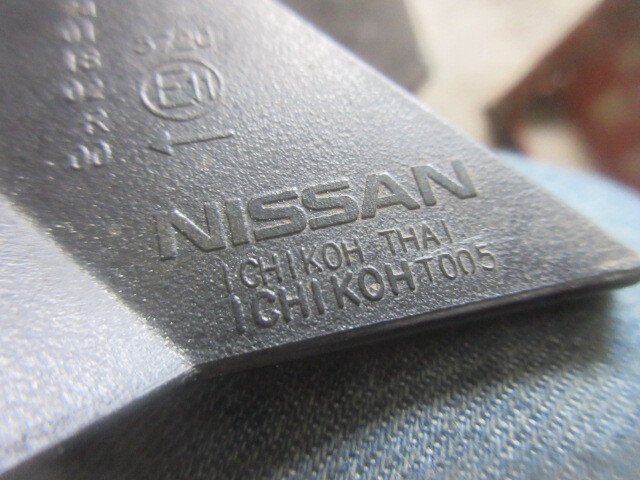 E11
NISSAN
ICHIKOH THAI
ICHIKOHT005